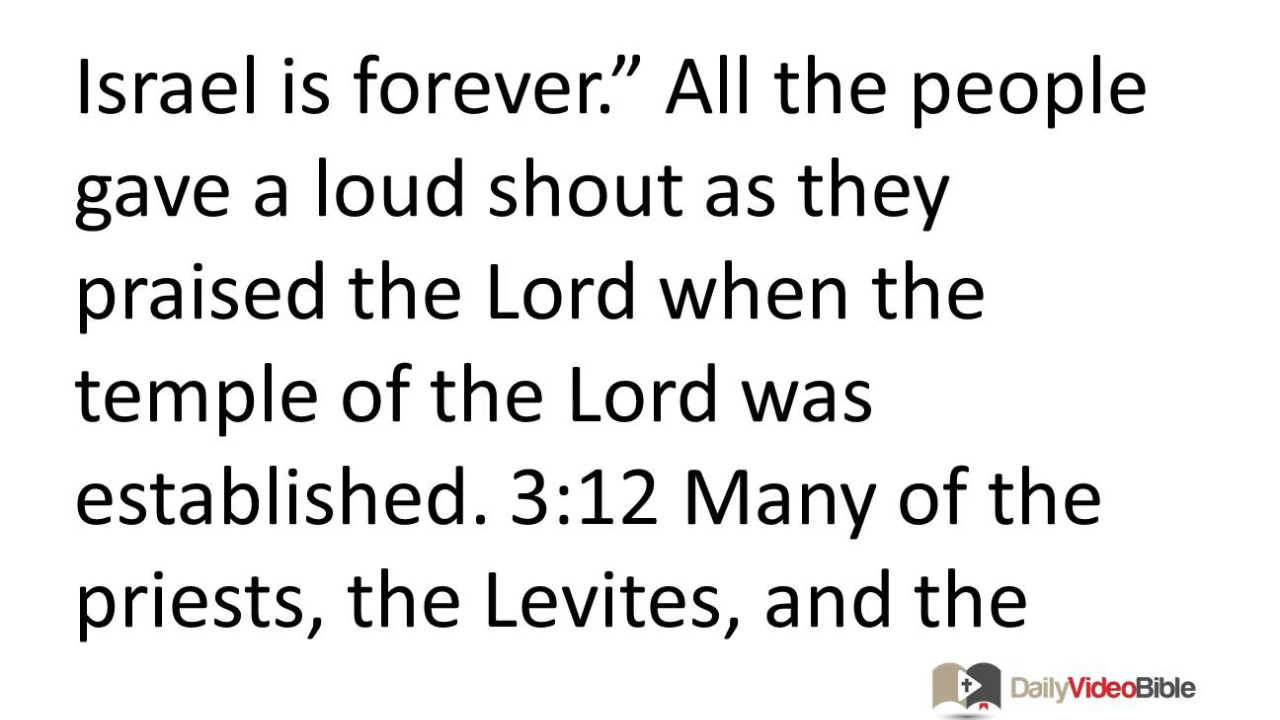 Israel is forever.” All the people
gave a loud shout as they
praised the Lord when the
temple of the Lord was
established. 3:12 Many of the
priests, the Levites, and the
DailyVideoBible